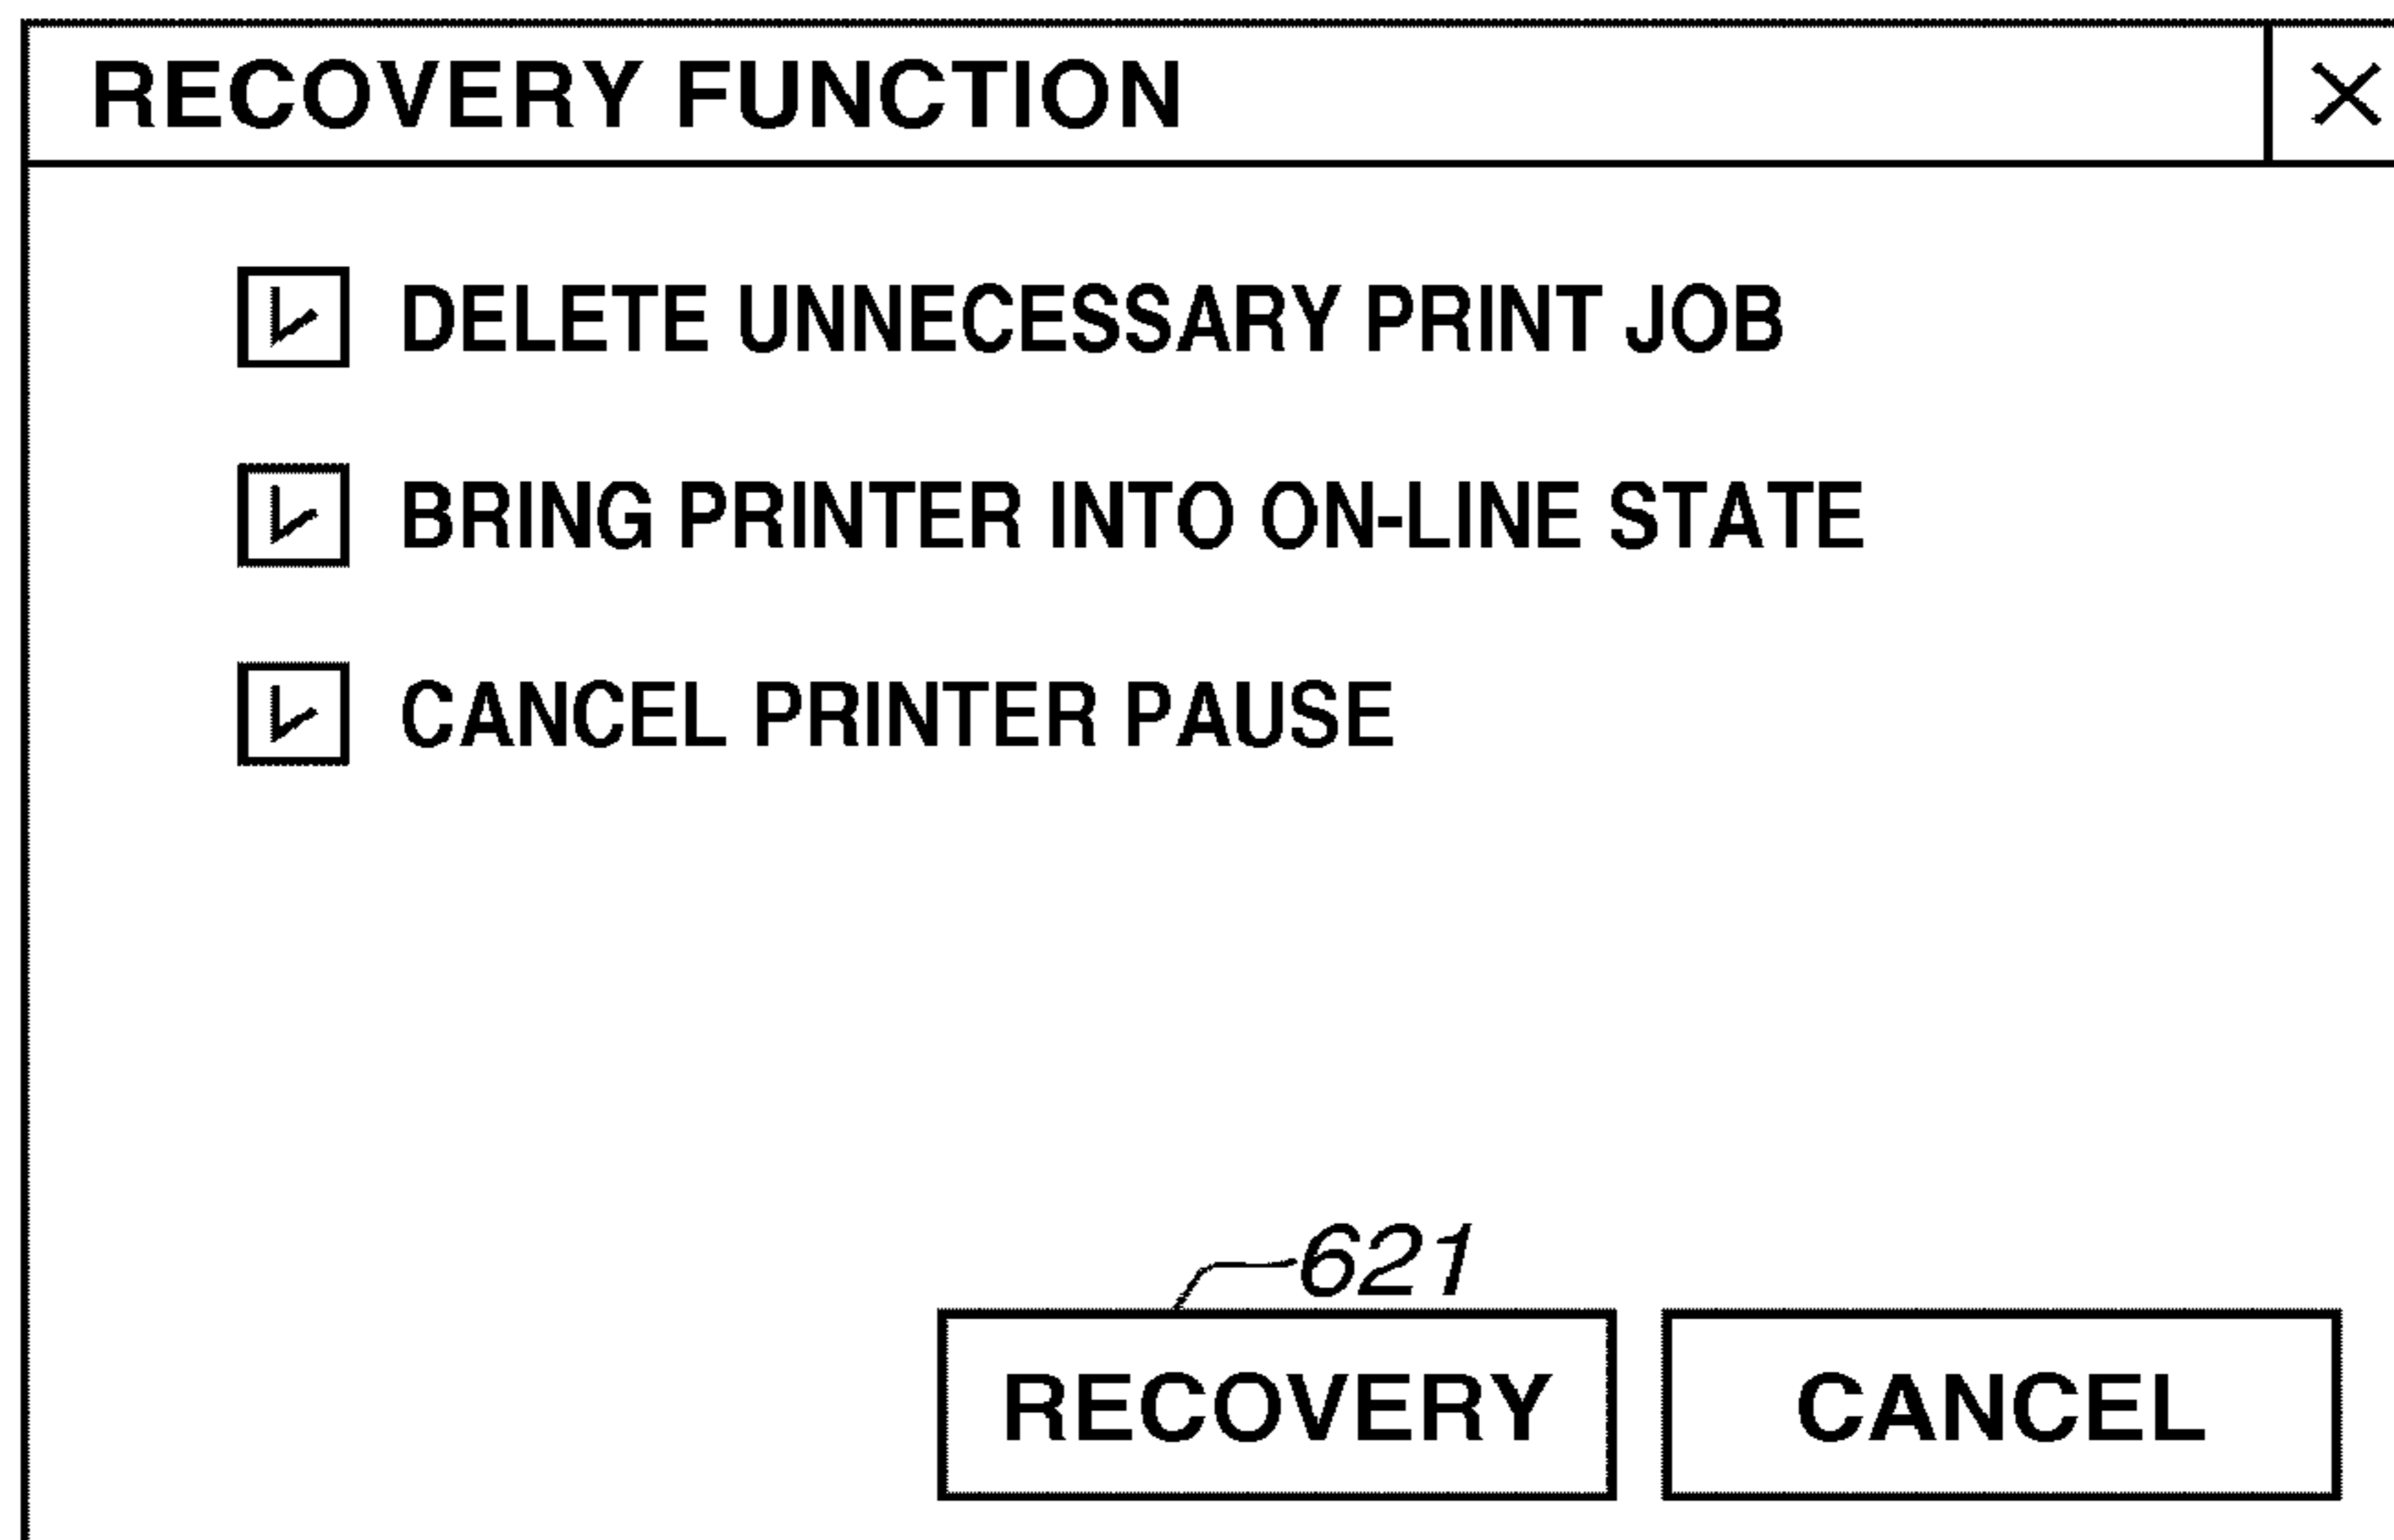 RECOVERY FUNCTION
DELETE UNNECESSARY PRINT JOB
BRING PRINTER INTO ON-LINE STATE
CANCEL PRINTER PAUSE
621
RECOVERY CANCEL